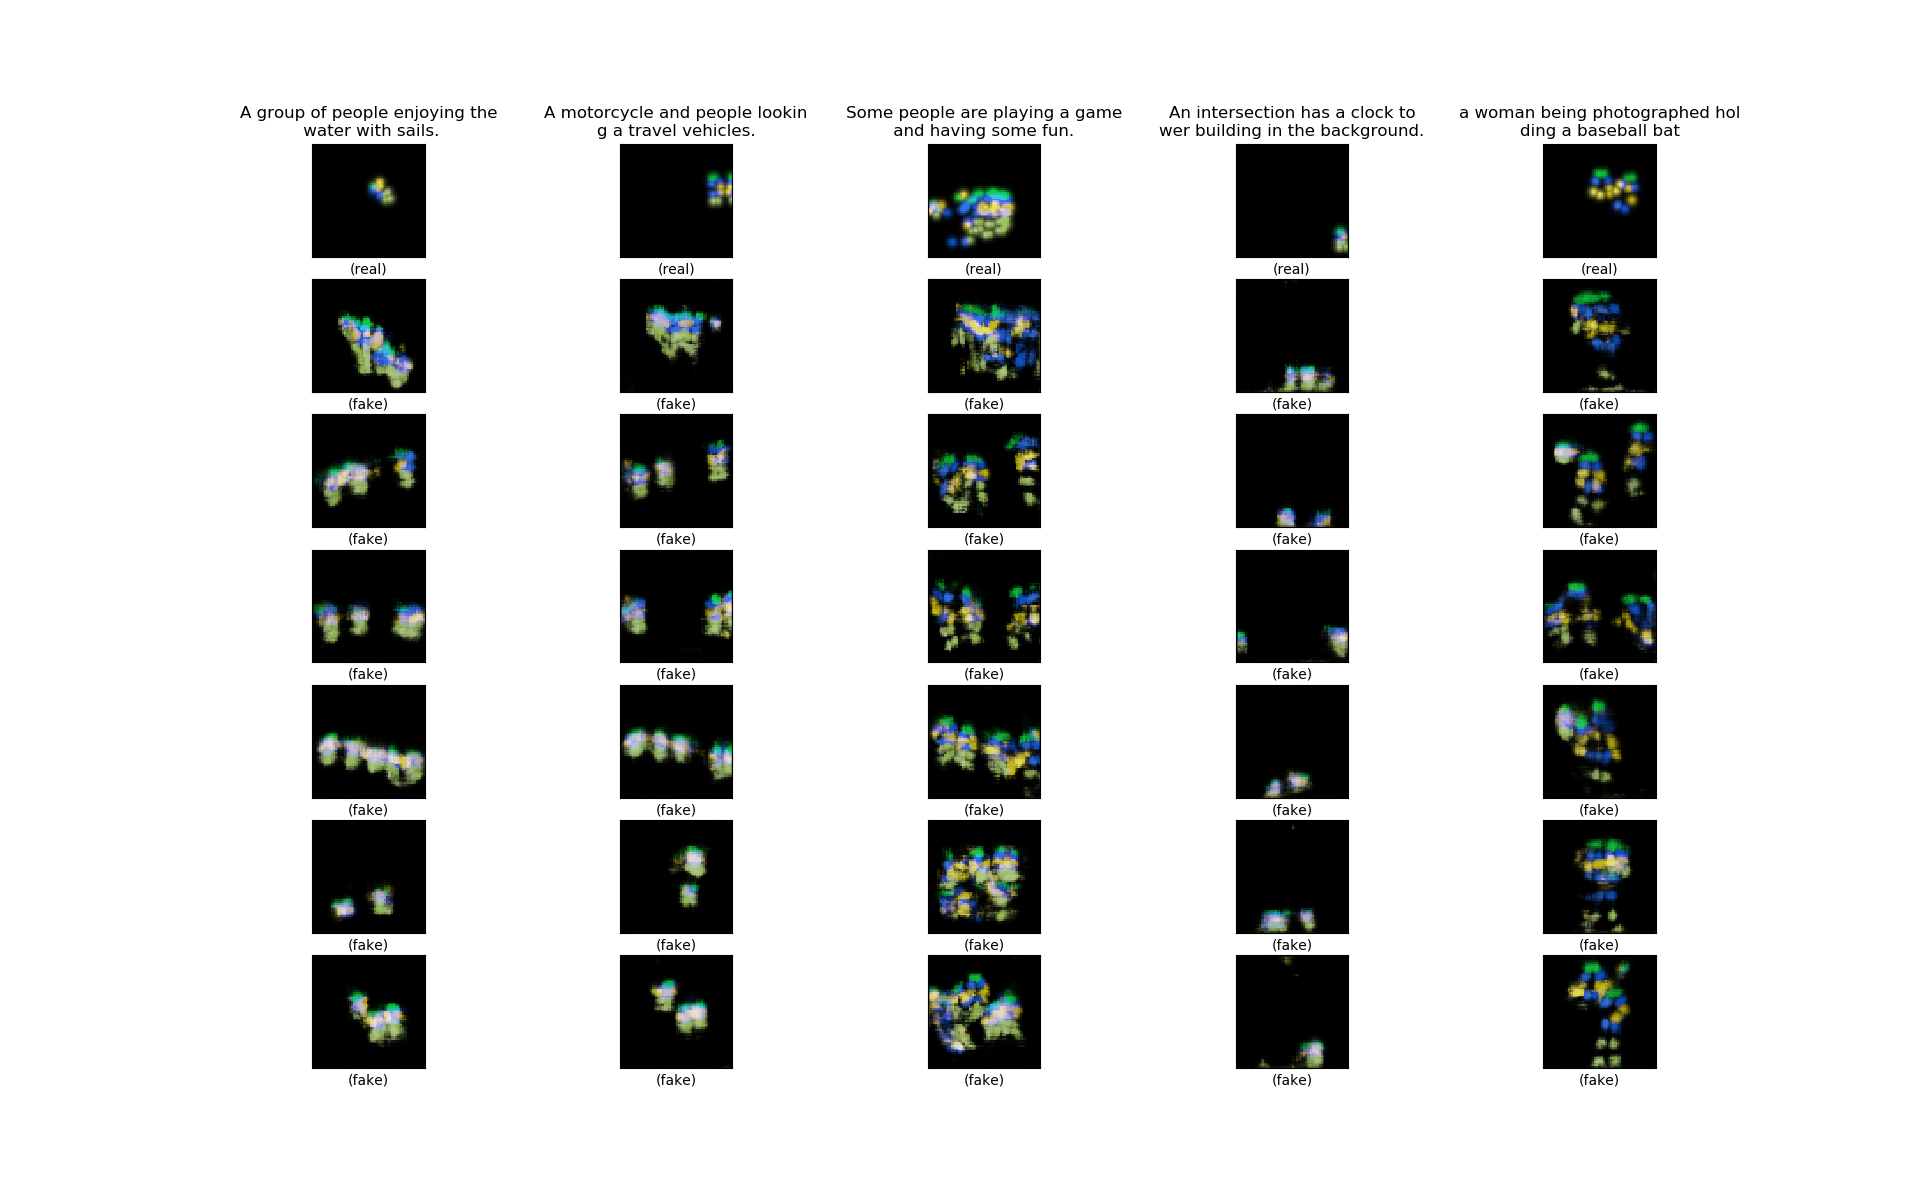 A group of people enjoying the
water with sails.
A motorcycle and people lookin
g a travel vehicles.
Some people are playing a game
and having some fun.
An intersection has a clock to
wer building in the background.
a woman being photographed hol
ding a baseball bat
(real) (real) (real) (real) (real)
(fake) (fake) (fake) (fake) (fake)
(fake) (fake) (fake) (fake) (fake)
(fake) (fake) (fake) (fake) (fake)
(fake) (fake) (fake) (fake) (fake)
(fake) (fake) (fake) (fake) (fake)
(fake) (fake) (fake) (fake) (fake)